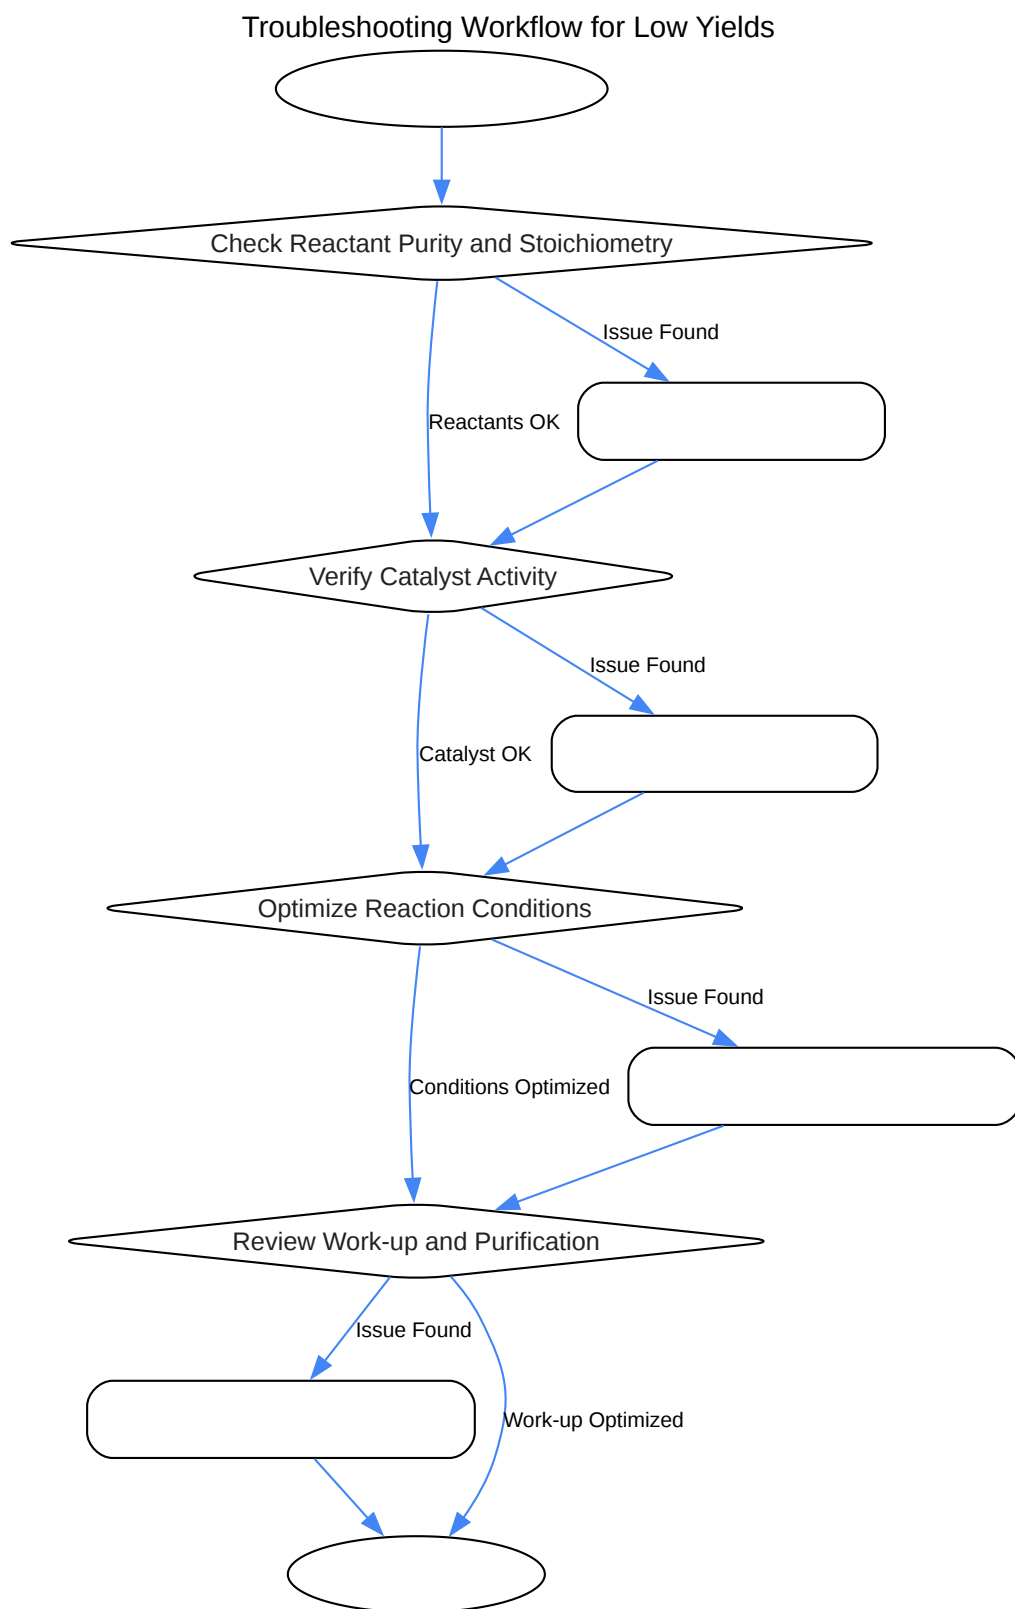 Troubleshooting Workflow for Low Yields
Check Reactant Purity and Stoichiometry
Issue Found
Reactants OK
Verify Catalyst Activity
Issue Found
Catalyst OK
Optimize Reaction Conditions
Issue Found
Conditions Optimized
Review Work-up and Purification
Issue Found
Work-up Optimized